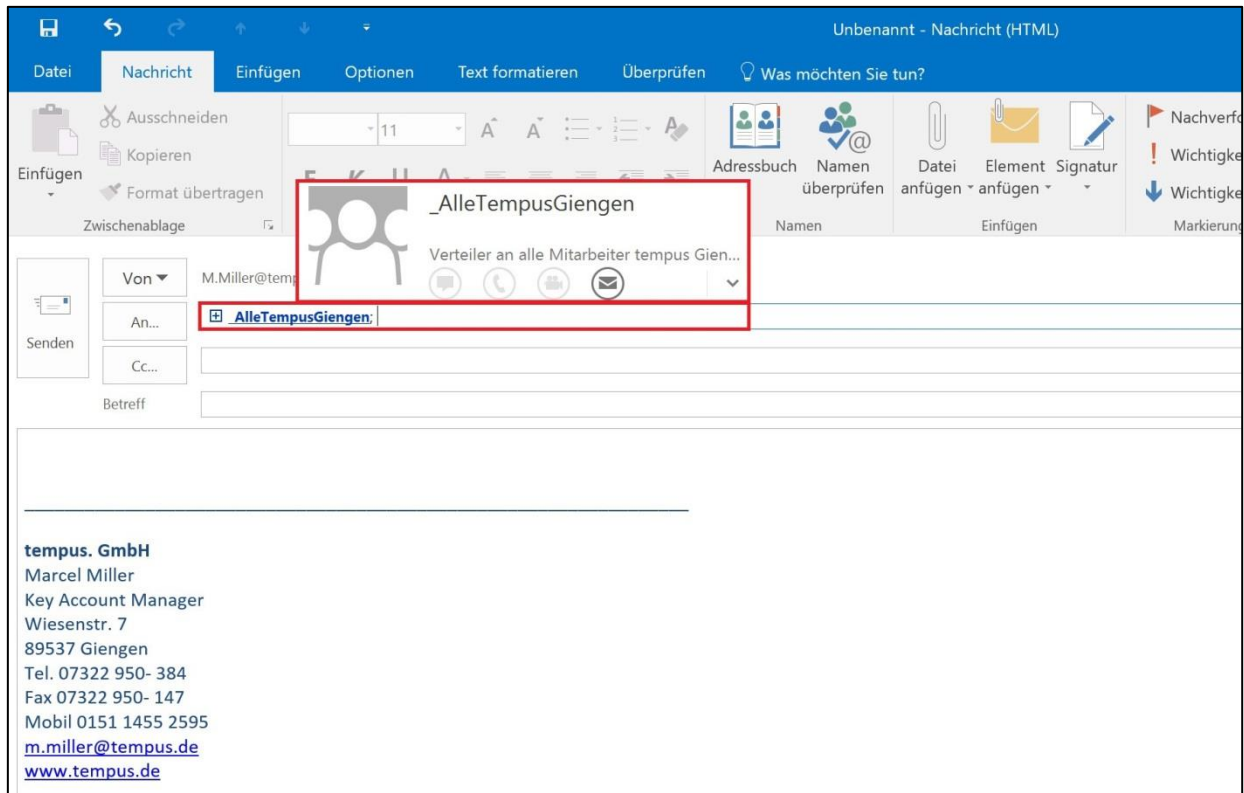 Unbenannt - Nachricht (HTML)
Datei Nachricht Einfügen Optionen Text formatieren Überprüfen Was möchten Sie tun?
Ausschneiden
Kopieren
Format übertragen
Einfügen
Zwischenablage
11
F K U A
Adressbuch
Namen überprüfen
Namen
Datei anfügen
Element anfügen
Signatur
Einfügen
Nachverfo
Wichtigke
Wichtigke
Markierung
_AlleTempusGiengen
Verteiler an alle Mitarbeiter tempus Gien...
Senden
Von M.Miller@temp
An... _AlleTempusGiengen;
Cc...
Betreff
tempus. GmbH
Marcel Miller
Key Account Manager
Wiesenstr. 7
89537 Giengen
Tel. 07322 950- 384
Fax 07322 950- 147
Mobil 0151 1455 2595
m.miller@tempus.de
www.tempus.de